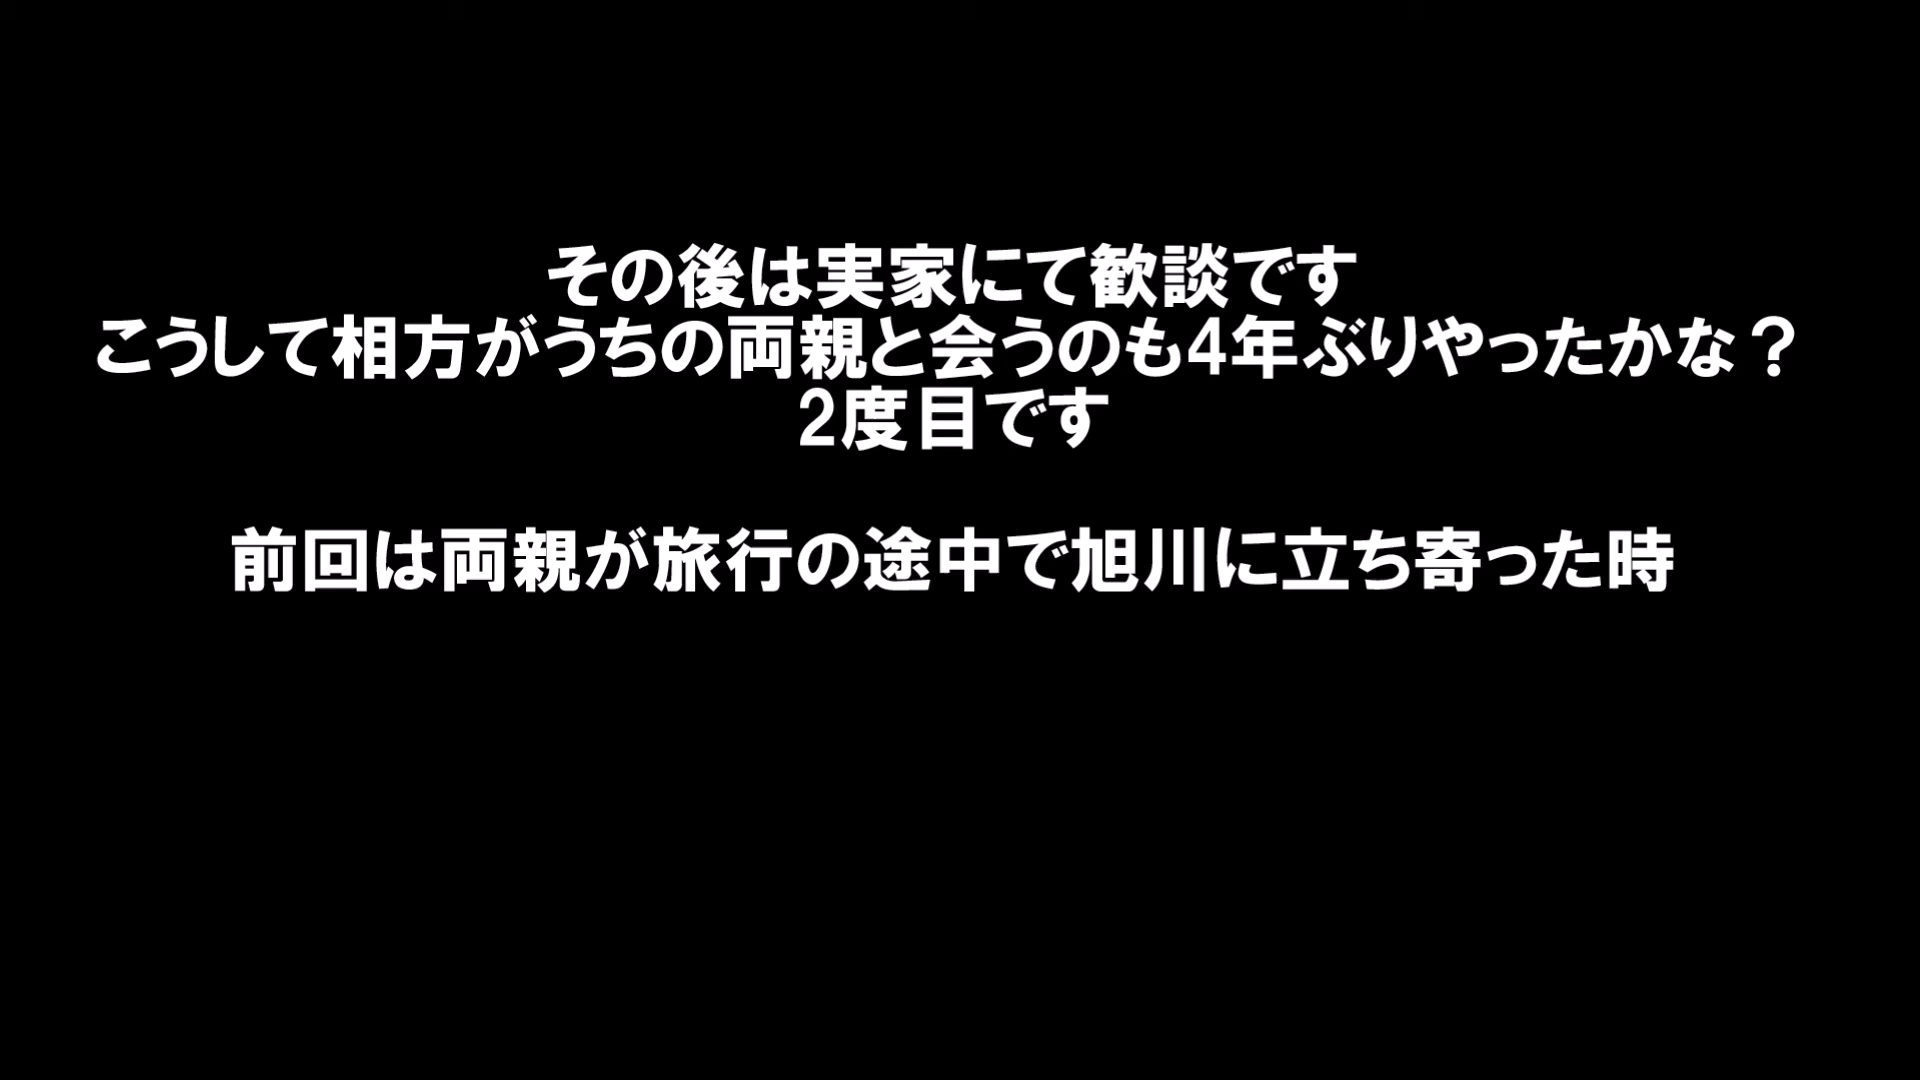 その後は実家にて歓談です
こうして相方がうちの両親と会うのも4年ぶりやったかな？
2度目です
前回は両親が旅行の途中で旭川に立ち寄った時